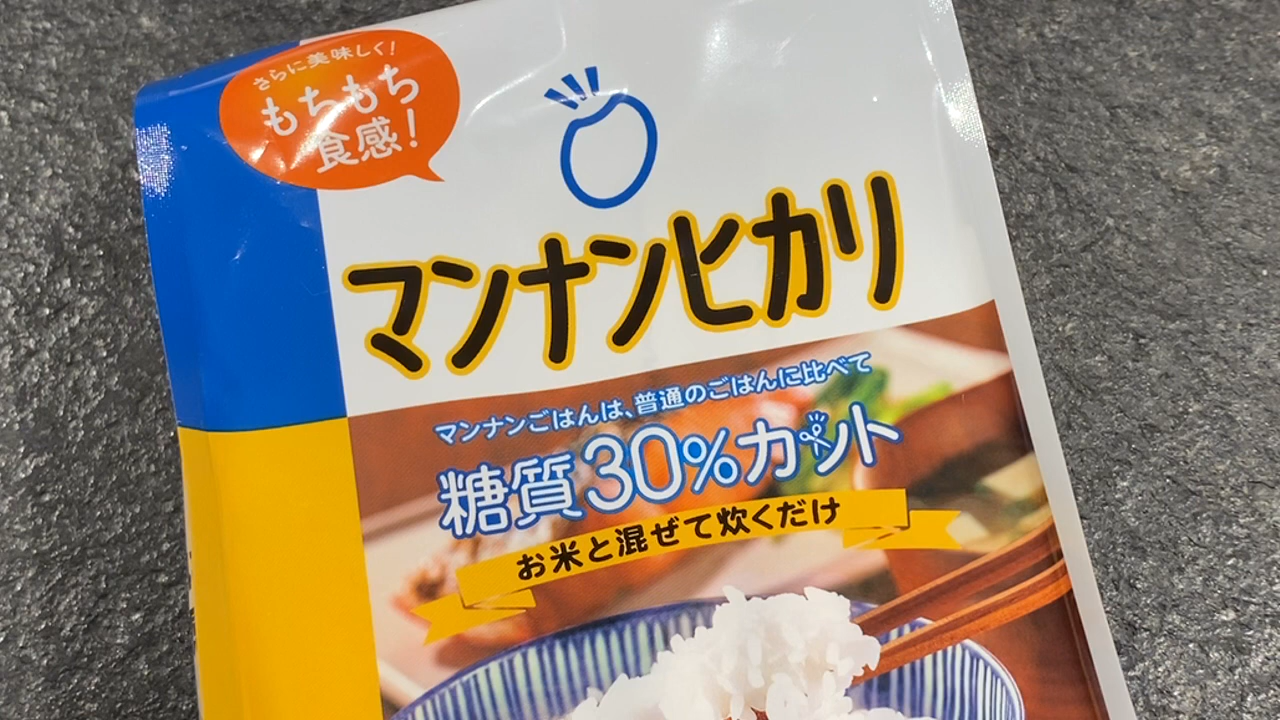 さらに美味しく!
もちもち
食感!
マンナンヒカリ
マンナンごはんは、普通のごはんに比べて
糖質30%カット
お米と混ぜて炊くだけ